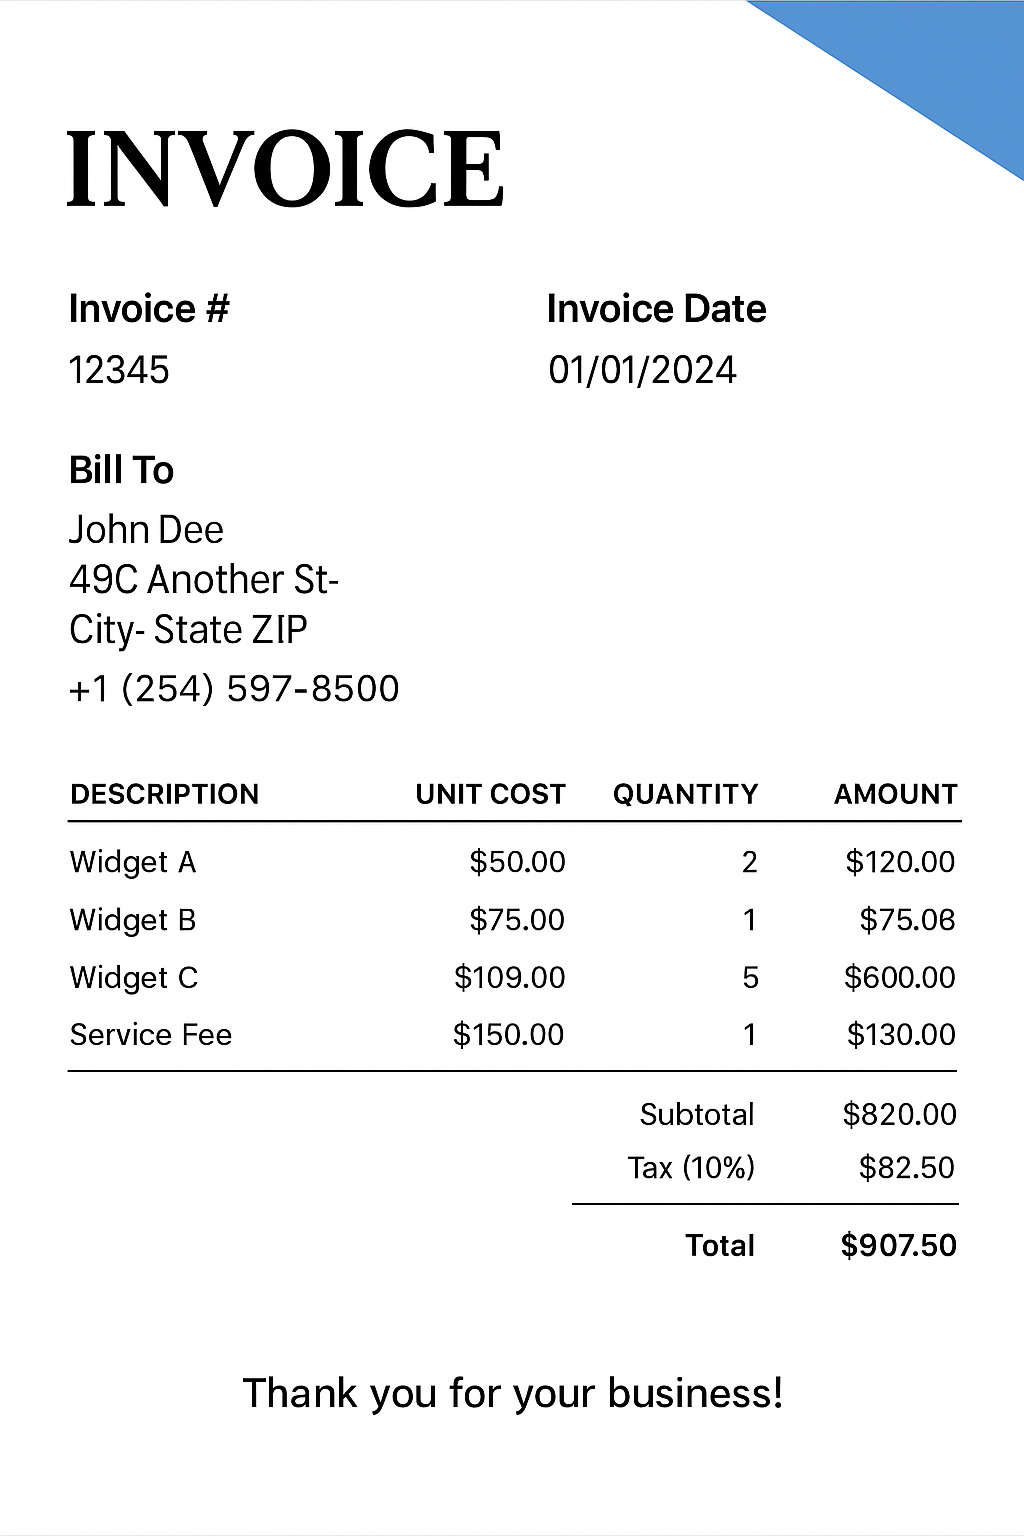 INVOICE
Invoice # Invoice Date
12345 01/01/2024
Bill To
John Dee
49C Another St-
City- State ZIP
+1 (254) 597-8500
DESCRIPTION UNIT COST QUANTITY AMOUNT
Widget A $50.00 2 $120.00
Widget B $75.00 1 $75.06
Widget C $109.00 5 $600.00
Service Fee $150.00 1 $130.00
Subtotal $820.00
Tax (10%) $82.50
Total $907.50
Thank you for your business!